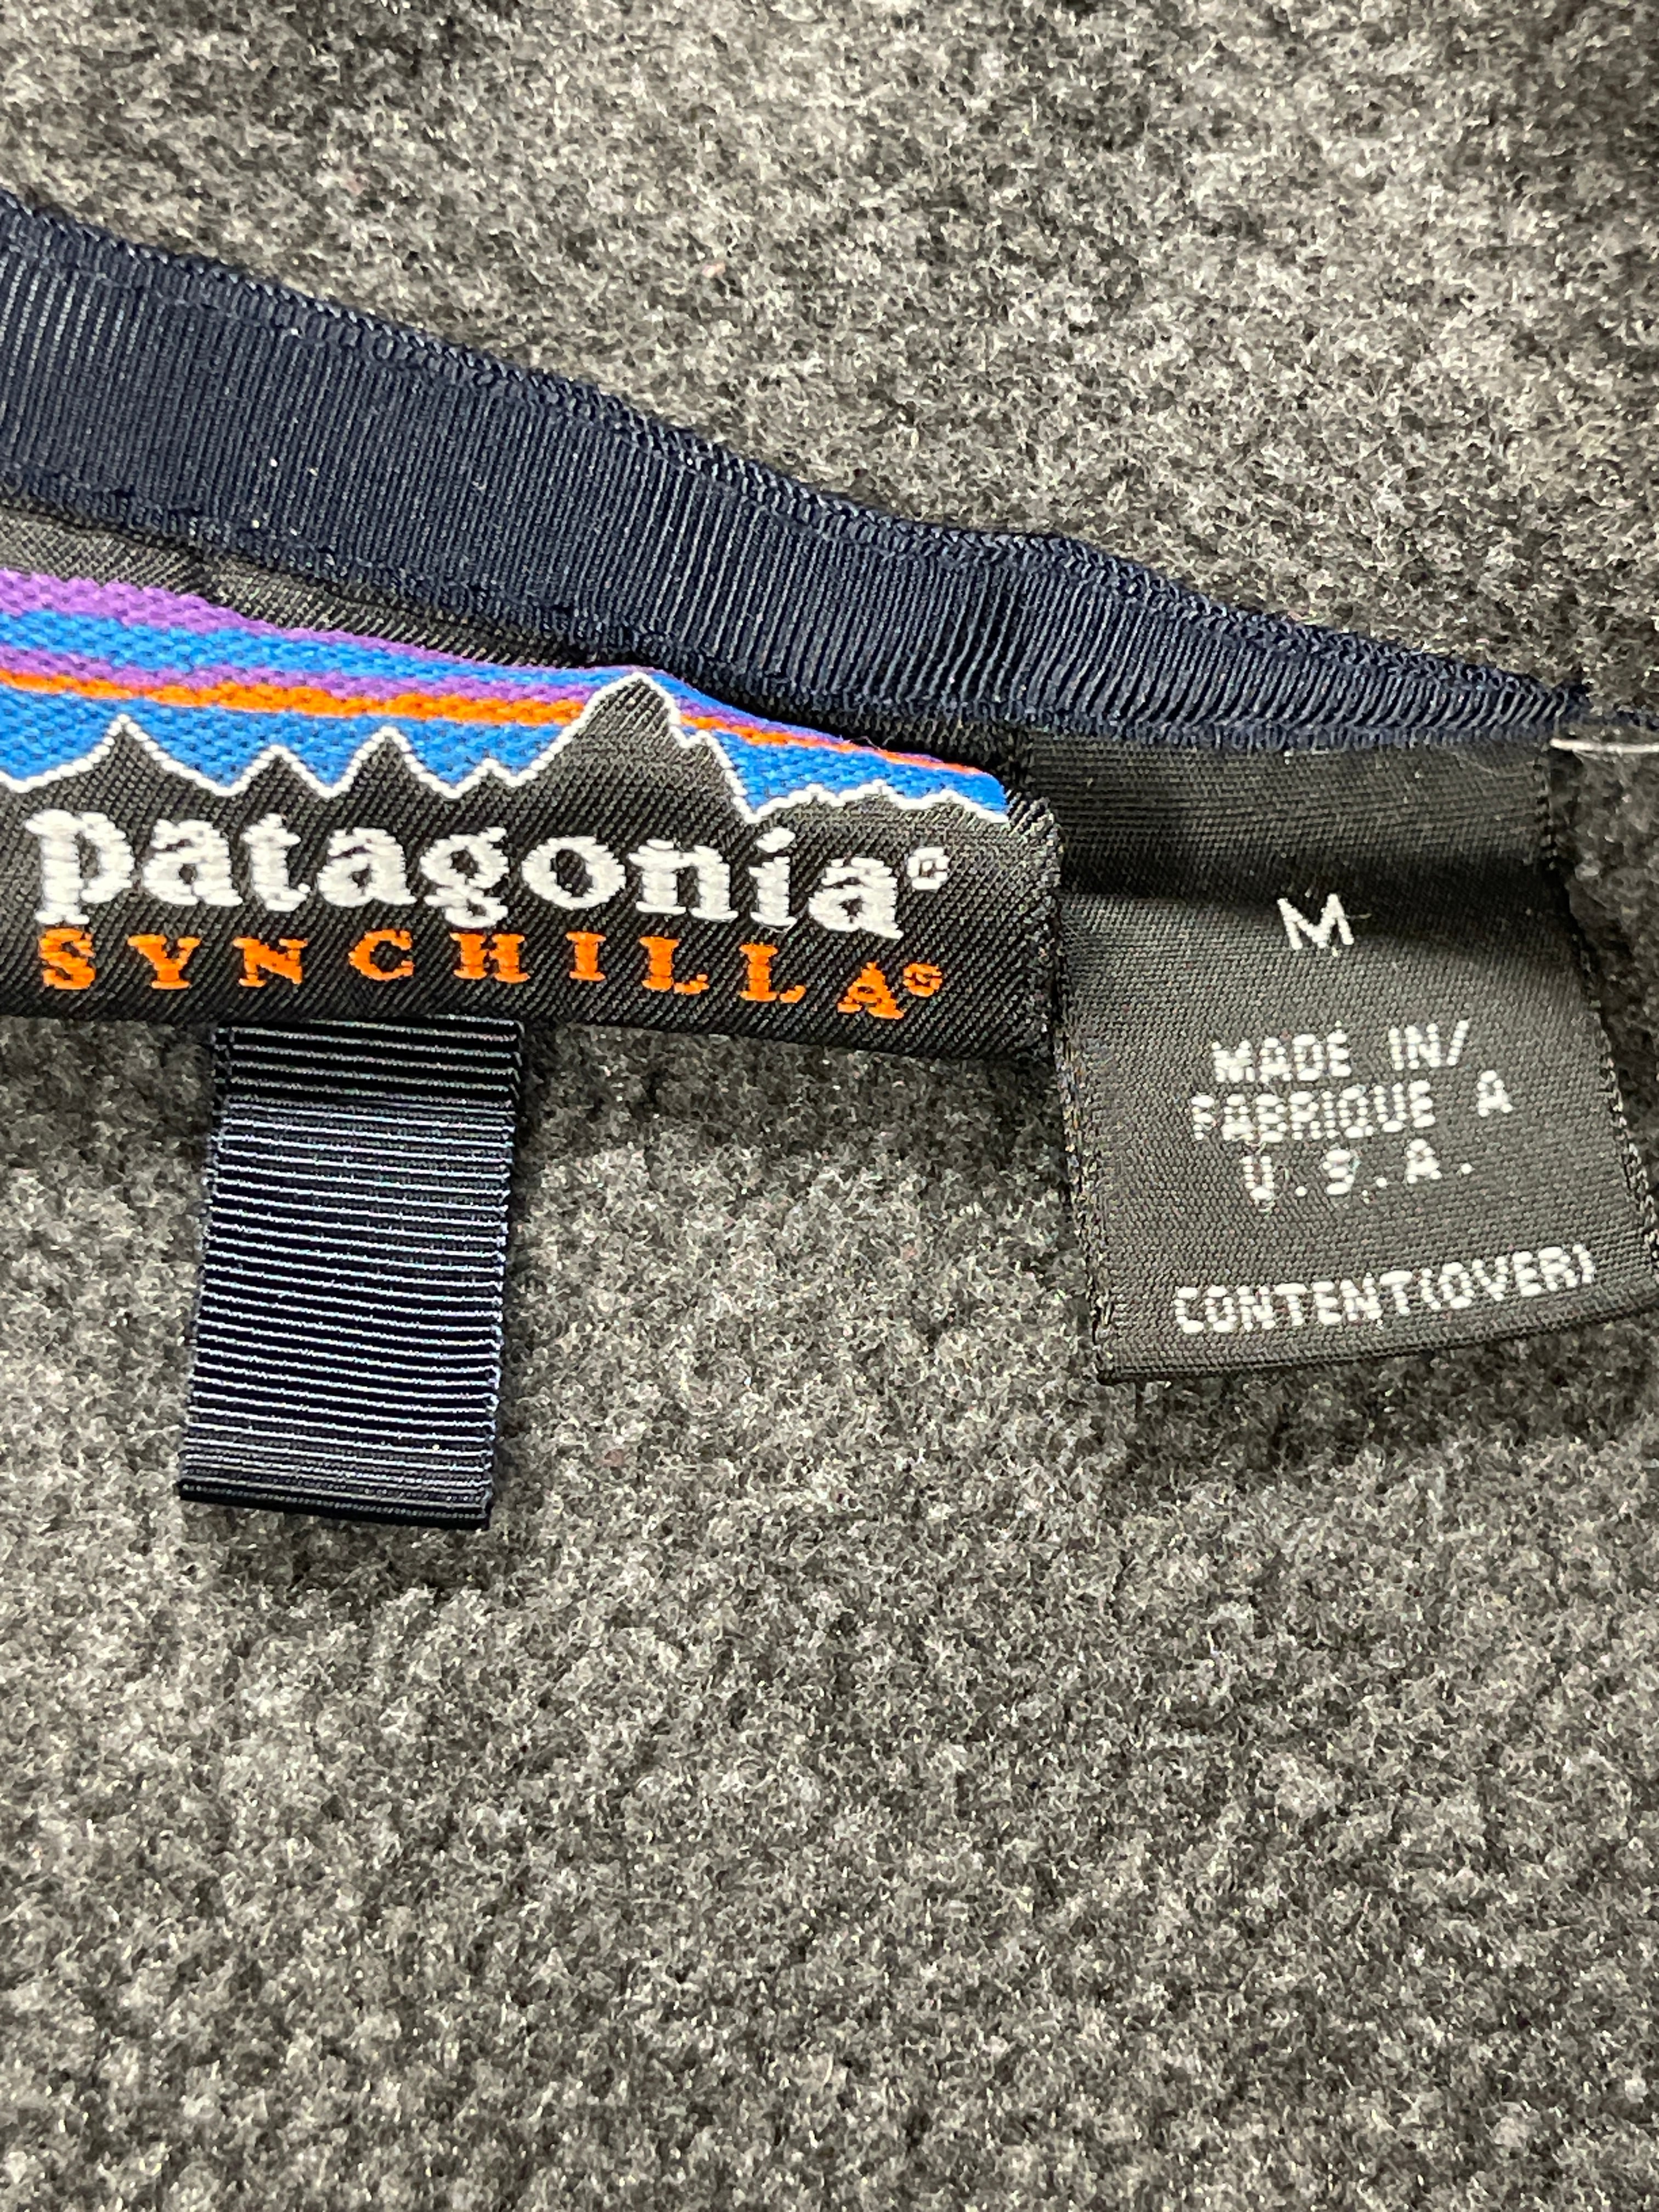 patagonia®
SYNCHILLA®
M
MADE IN/
FABRIQUE A
U.S.A.
CONTENT(OVER)